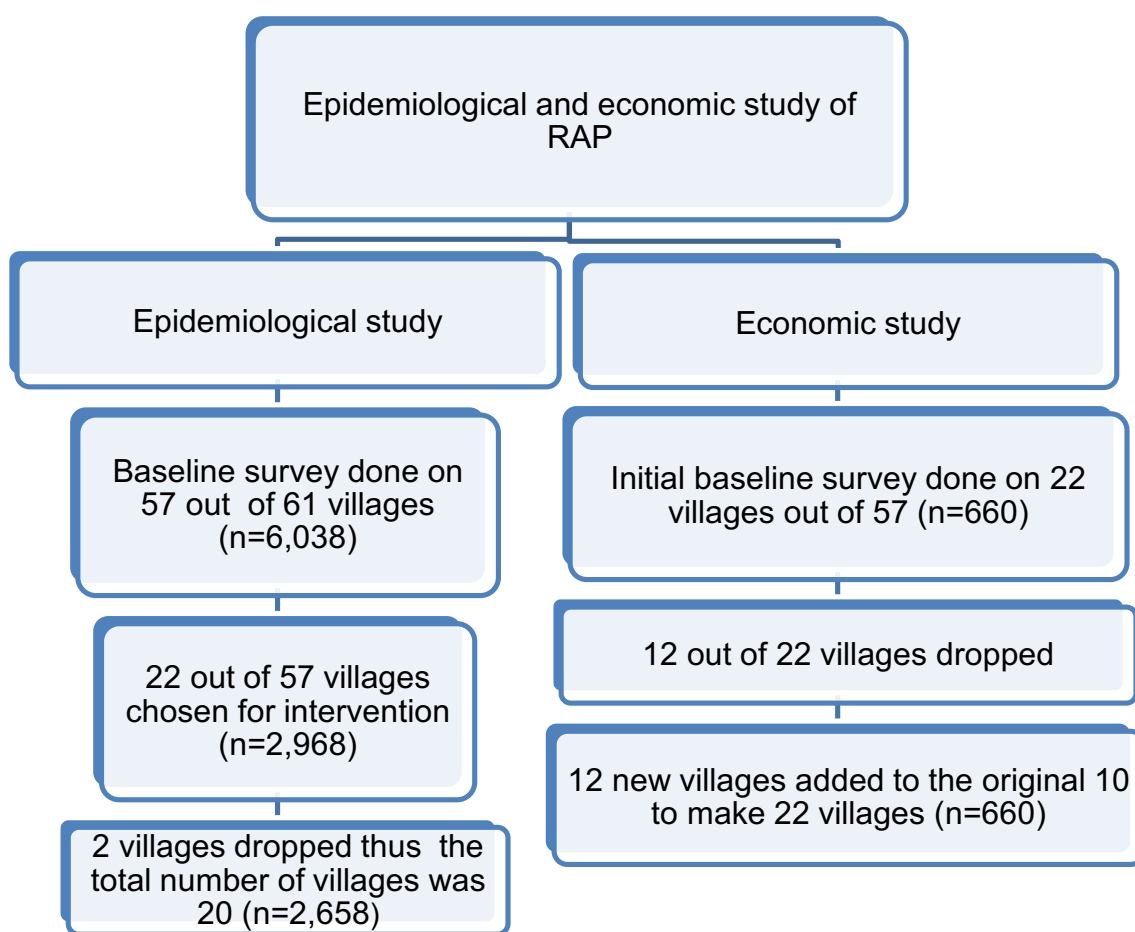 Epidemiological and economic study of
RAP
Epidemiological study
Economic study
Baseline survey done on
57 out of 61 villages
(n=6,038)
Initial baseline survey done on 22
villages out of 57 (n=660)
22 out of 57 villages
chosen for intervention
(n=2,968)
12 out of 22 villages dropped
2 villages dropped thus the
total number of villages was
20 (n=2,658)
12 new villages added to the original 10
to make 22 villages (n=660)